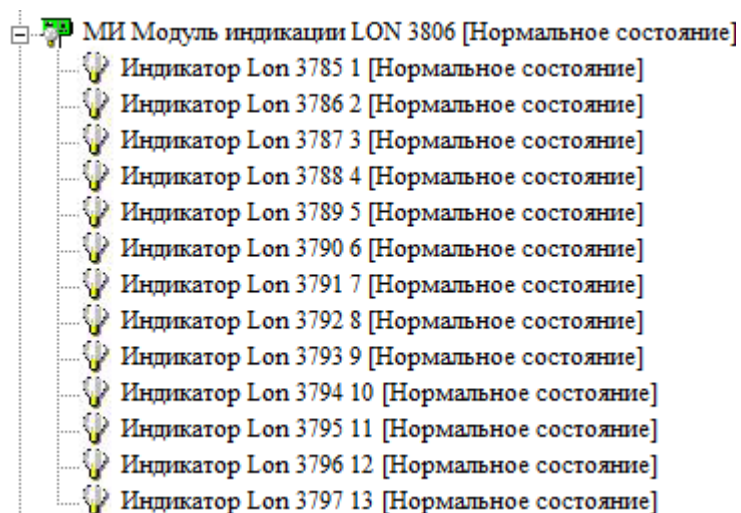 МИ Модуль индикации LON 3806 [Нормальное состояние]
Индикатор Lon 3785 1 [Нормальное состояние]
Индикатор Lon 3786 2 [Нормальное состояние]
Индикатор Lon 3787 3 [Нормальное состояние]
Индикатор Lon 3788 4 [Нормальное состояние]
Индикатор Lon 3789 5 [Нормальное состояние]
Индикатор Lon 3790 6 [Нормальное состояние]
Индикатор Lon 3791 7 [Нормальное состояние]
Индикатор Lon 3792 8 [Нормальное состояние]
Индикатор Lon 3793 9 [Нормальное состояние]
Индикатор Lon 3794 10 [Нормальное состояние]
Индикатор Lon 3795 11 [Нормальное состояние]
Индикатор Lon 3796 12 [Нормальное состояние]
Индикатор Lon 3797 13 [Нормальное состояние]